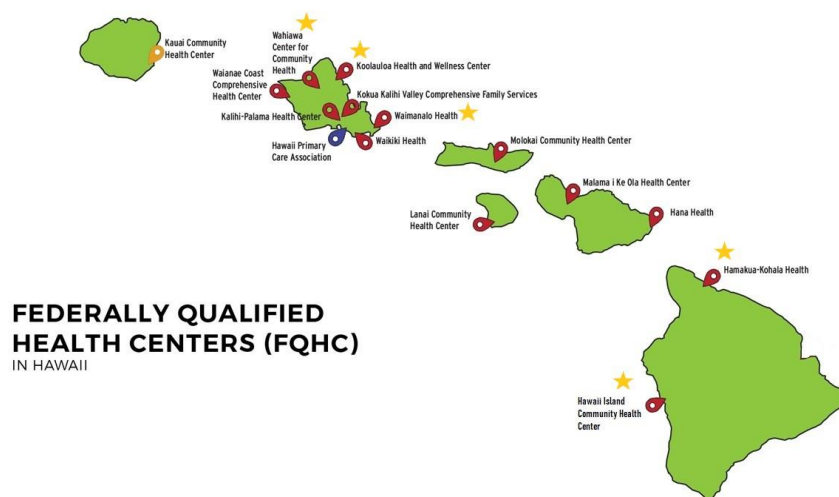 Kauai Community
Health Center
Wahiawa
Center for
Community
Health
Koolauloa Health and Wellness Center
Waianae Coast
Comprehensive
Health Center
Kokua Kalihi Valley Comprehensive Family Services
Kalihi-Palama Health Center
Waimanalo Health
Hawaii Primary
Care Association
Waikiki Health
Molokai Community Health Center
Malama i Ke Ola Health Center
Lanai Community
Health Center
Hana Health
Hamakua-Kohala Health
FEDERALLY QUALIFIED
HEALTH CENTERS (FQHC)
IN HAWAII
Hawaii Island
Community Health
Center